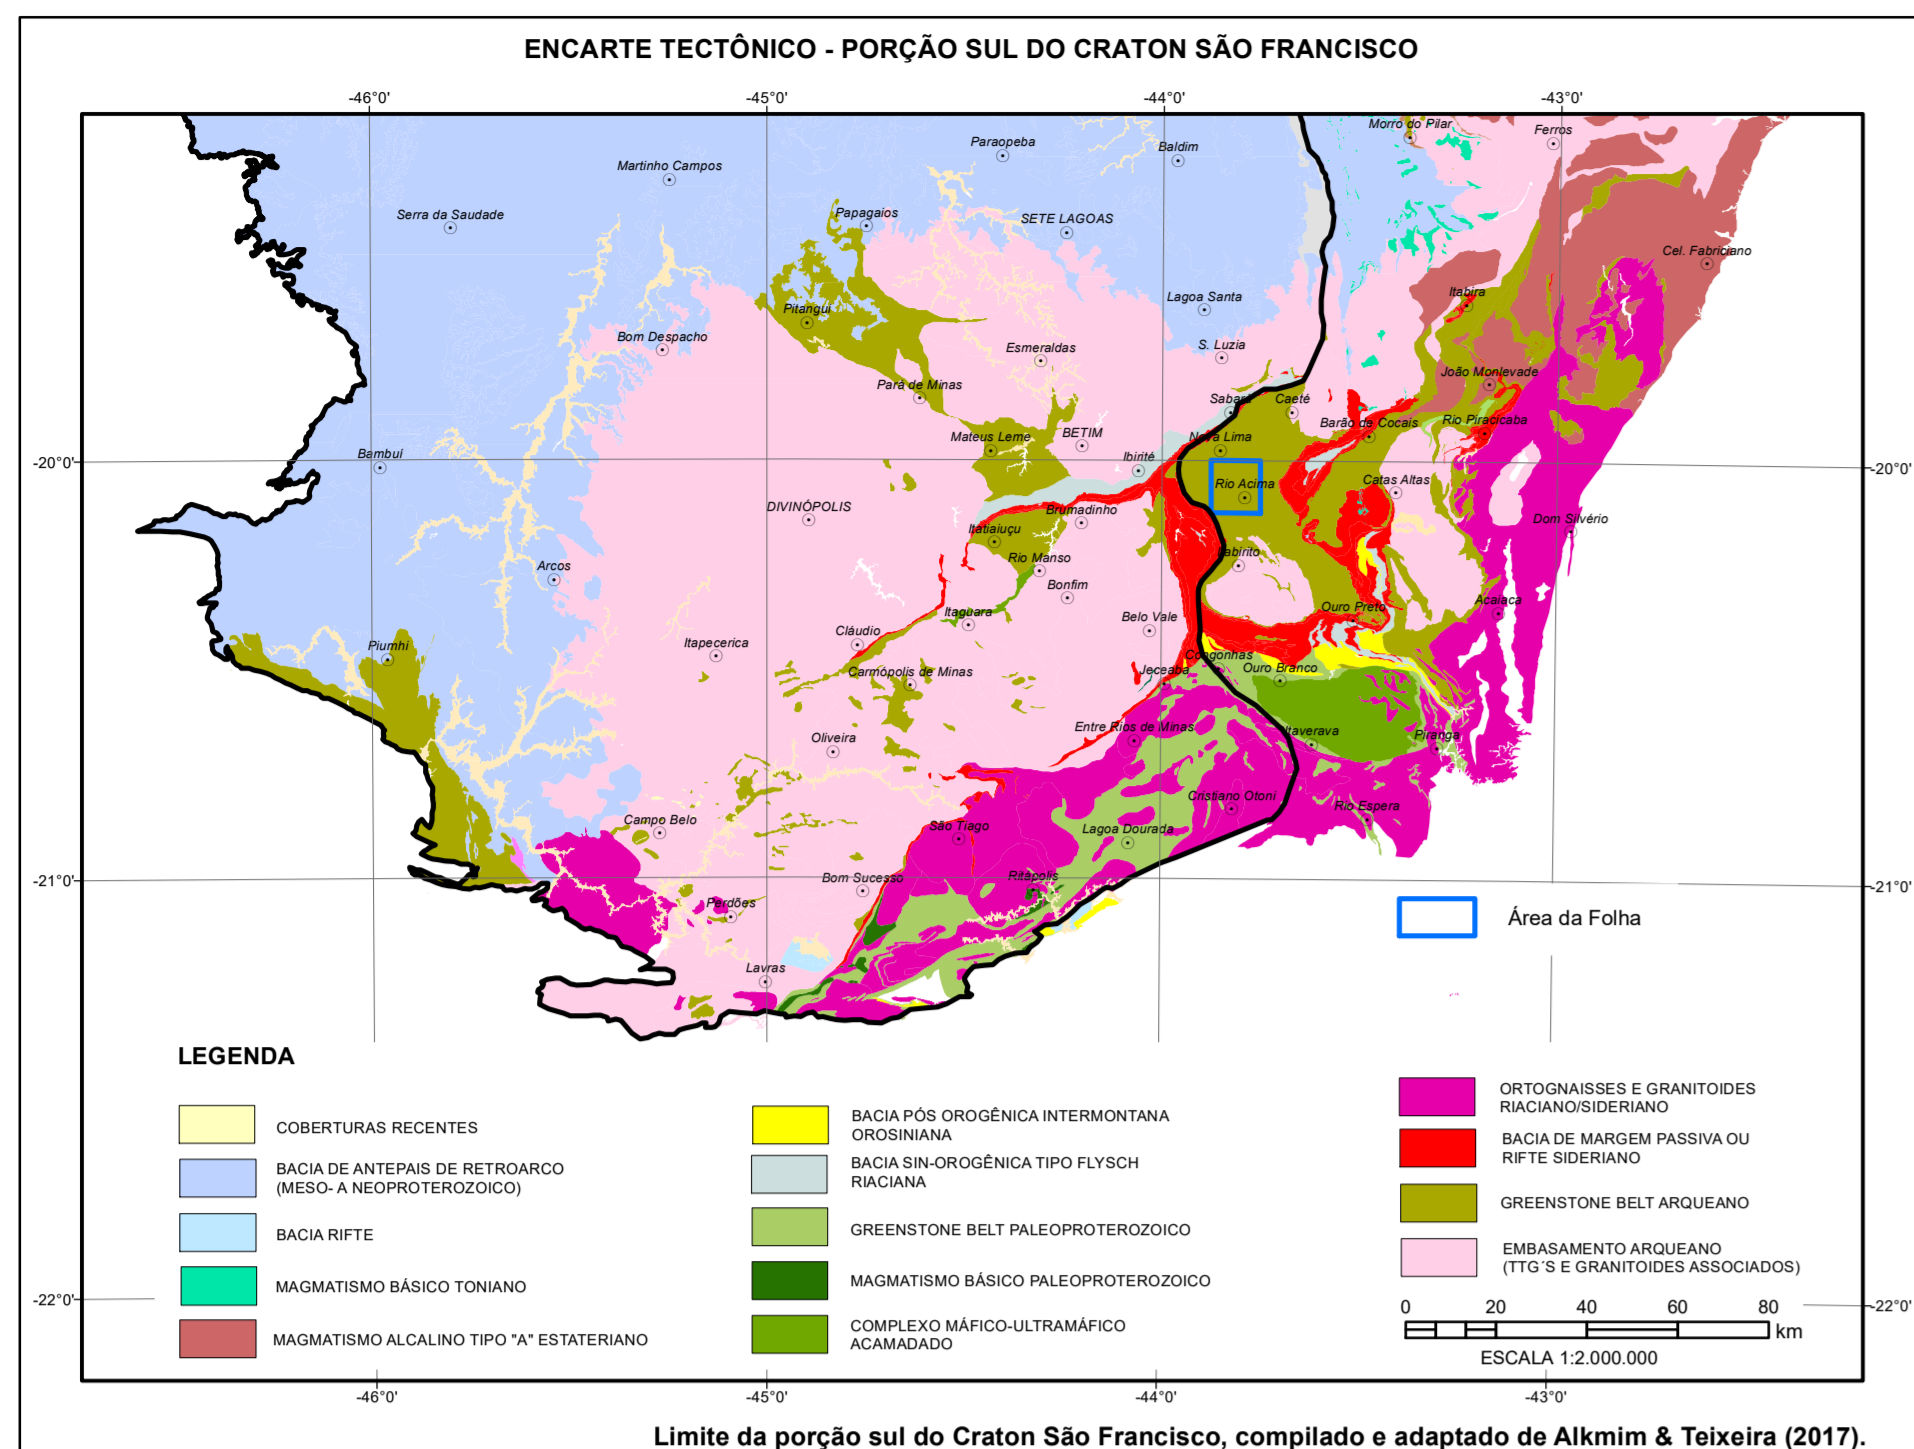 ENCARTE TECTÔNICO - PORÇÃO SUL DO CRATON SÃO FRANCISCO
-46°0'
-45°0'
-44°0'
-43°0'
Morro do Pilar
Ferros
Paraopeba
Baldim
Martinho Campos
Serra da Saudade
Papagaios
SETE LAGOAS
Cel. Fabriciano
Lagoa Santa
Itabira
Pitangui
Bom Despacho
Esmeraldas
S. Luzia
João Monlevade
Pará de Minas
Sabará
Caeté
Barão de Cocais
Rio Piracicaba
Mateus Leme
BETIM
Nova Lima
Bambuí
Ibirité
-20°0'
-20°0'
Rio Acima
Catas Altas
DIVINÓPOLIS
Brumadinho
Dom Silvério
Itatiaiuçu
Rio Manso
Itabirito
Arcos
Bonfim
Itaguara
Belo Vale
Ouro Preto
Acaiaca
Cláudio
Itapecerica
Piumhi
Congonhas
Carmópolis de Minas
Jeceaba
Ouro Branco
Entre Rios de Minas
Itaverava
Piranga
Oliveira
Cristiano Otoni
Rio Espera
Campo Belo
São Tiago
Lagoa Dourada
-21°0'
-21°0'
Bom Sucesso
Ritápolis
Perdões
Área da Folha
Lavras
LEGENDA
COBERTURAS RECENTES
BACIA DE ANTEPAIS DE RETROARCO
(MESO- A NEOPROTEROZOICO)
BACIA RIFTE
MAGMATISMO BÁSICO TONIANO
MAGMATISMO ALCALINO TIPO "A" ESTATERIANO
BACIA PÓS OROGÊNICA INTERMONTANA
OROSINIANA
BACIA SIN-OROGÊNICA TIPO FLYSCH
RIACIANA
GREENSTONE BELT PALEOPROTEROZOICO
MAGMATISMO BÁSICO PALEOPROTEROZOICO
COMPLEXO MÁFICO-ULTRAMÁFICO
ACAMADADO
ORTOGNAISSES E GRANITOIDES
RIACIANO/SIDERIANO
BACIA DE MARGEM PASSIVA OU
RIFTE SIDERIANO
GREENSTONE BELT ARQUEANO
EMBASAMENTO ARQUEANO
(TTG´S E GRANITOIDES ASSOCIADOS)
-22°0'
-22°0'
0 20 40 60 80
km
ESCALA 1:2.000.000
-46°0'
-45°0'
-44°0'
-43°0'
Limite da porção sul do Craton São Francisco, compilado e adaptado de Alkmim & Teixeira (2017).